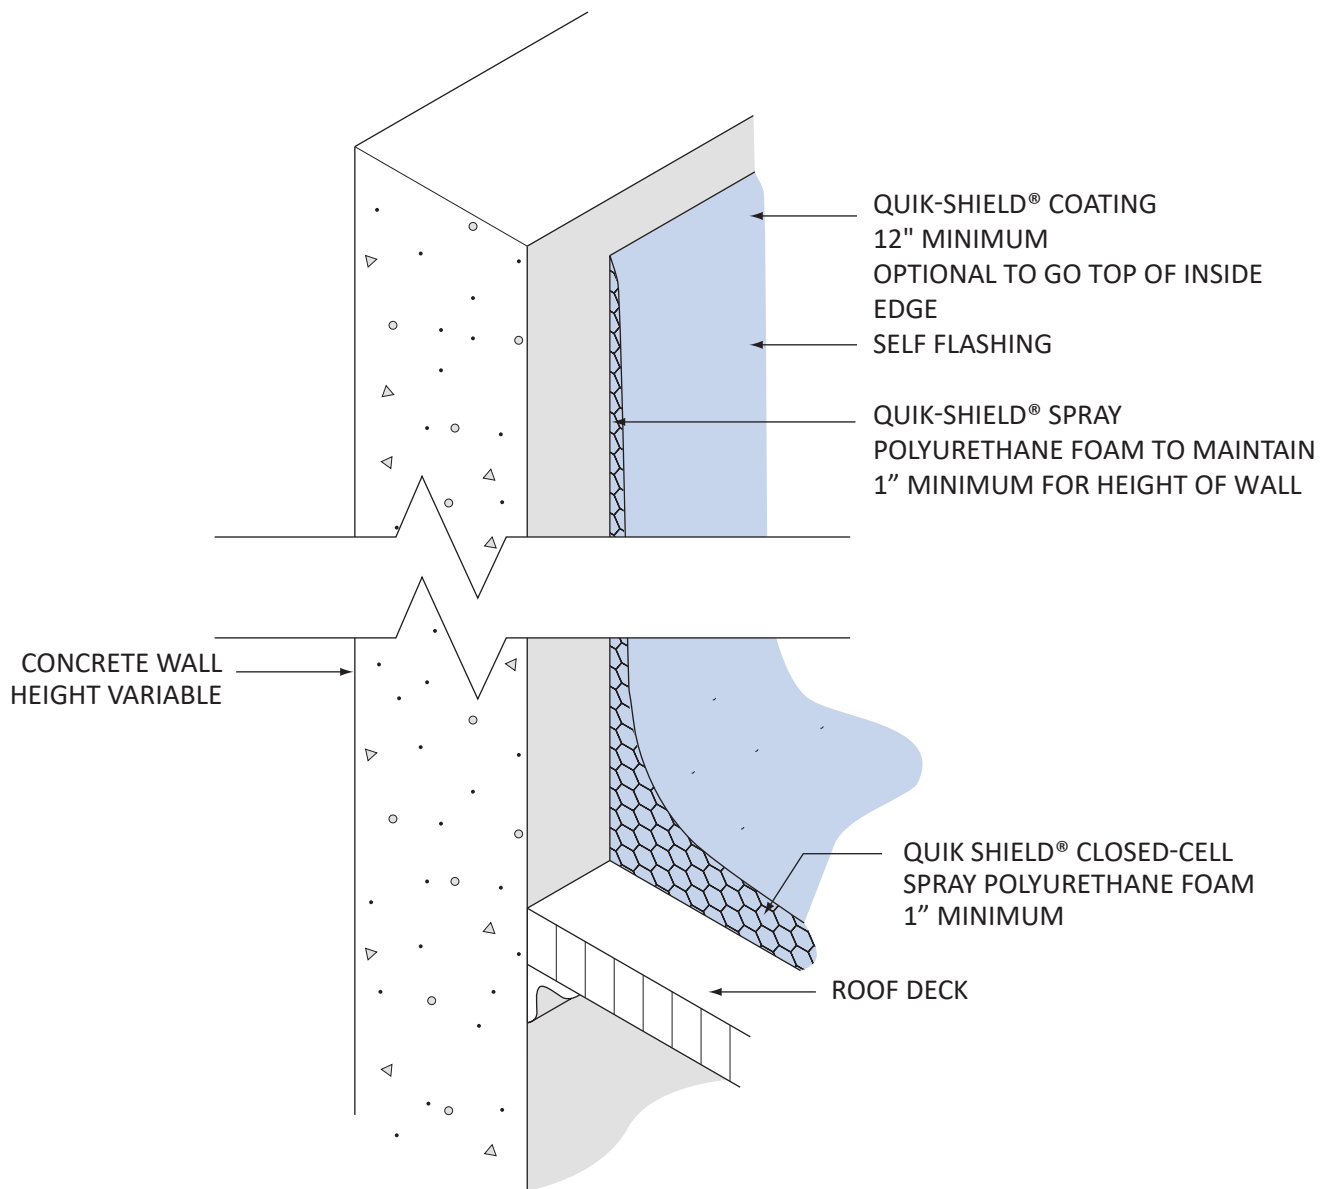 QUIK-SHIELD® COATING
12" MINIMUM
OPTIONAL TO GO TOP OF INSIDE
EDGE
SELF FLASHING
QUIK-SHIELD® SPRAY
POLYURETHANE FOAM TO MAINTAIN
1” MINIMUM FOR HEIGHT OF WALL
CONCRETE WALL
HEIGHT VARIABLE
QUIK SHIELD® CLOSED-CELL
SPRAY POLYURETHANE FOAM
1” MINIMUM
ROOF DECK